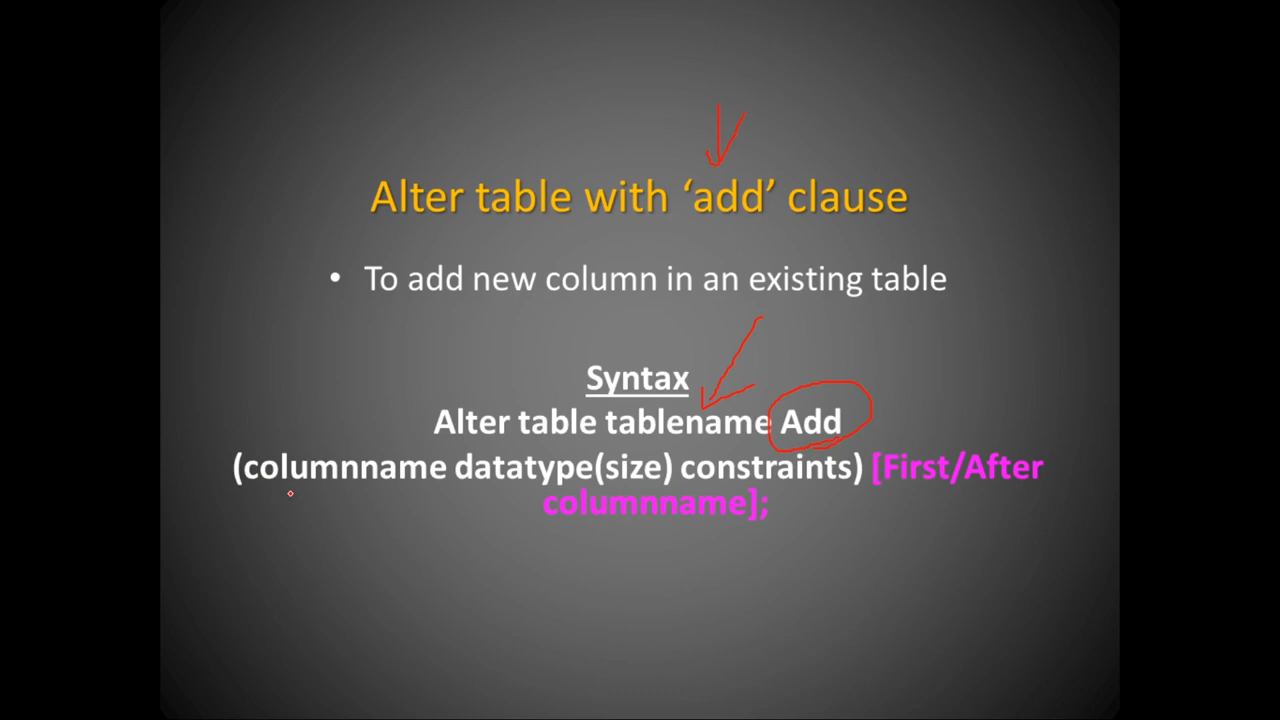 Alter table with ‘add’ clause
• To add new column in an existing table
Syntax
Alter table tablename Add
(columnname datatype(size) constraints) [First/After
columnname];